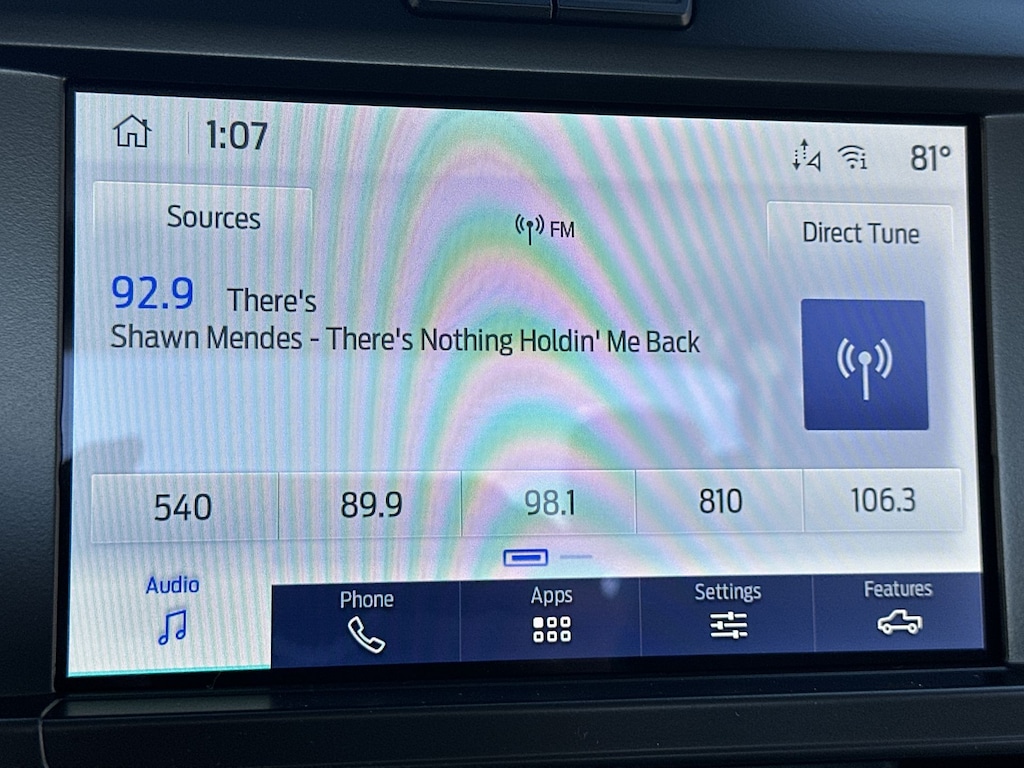 1:07
81°
Sources
FM
Direct Tune
92.9 There's
Shawn Mendes - There's Nothing Holdin' Me Back
540 89.9 98.1 810 106.3
Audio Phone Apps Settings Features